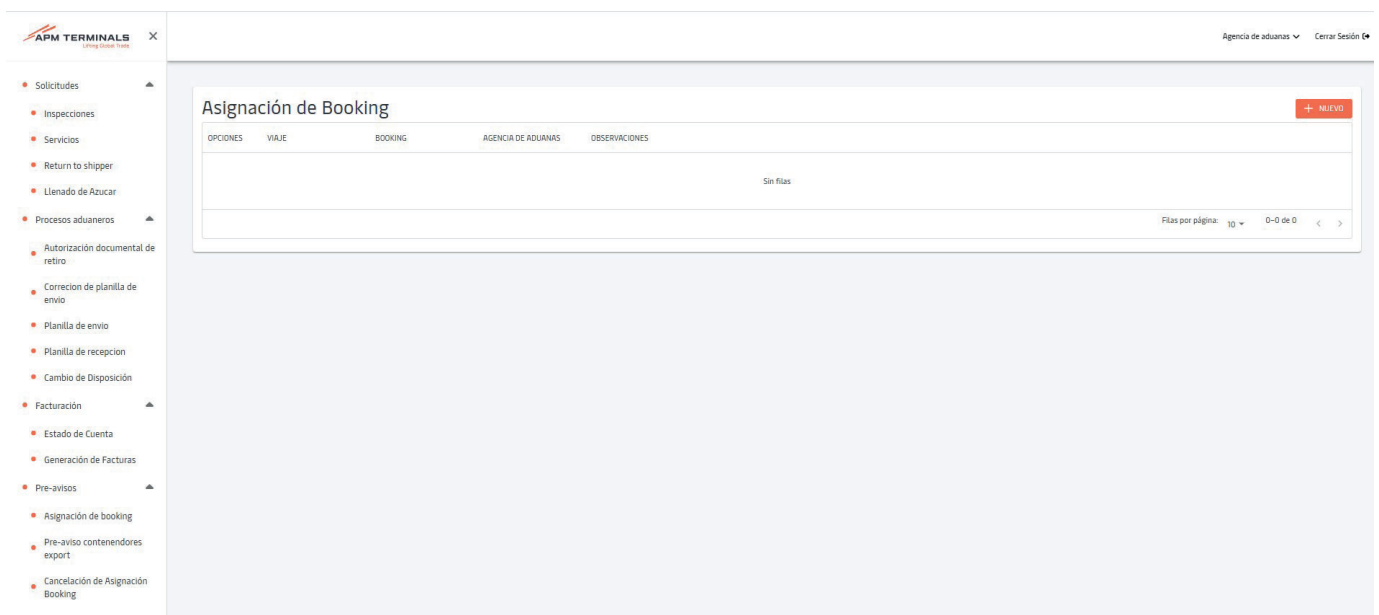 APM TERMINALS
Lifting Global Trade
Agencia de aduanas
Cerrar Sesión
Solicitudes
Inspecciones
Servicios
Return to shipper
Llenado de Azucar
Procesos aduaneros
Autorización documental de
retiro
Correcion de planilla de
envio
Planilla de envio
Planilla de recepcion
Cambio de Disposición
Facturación
Estado de Cuenta
Generación de Facturas
Pre-avisos
Asignación de booking
Pre-aviso contenendores
export
Cancelación de Asignación
Booking
Asignación de Booking
+ NUEVO
OPCIONES VIAJE BOOKING AGENCIA DE ADUANAS OBSERVACIONES
Sin filas
Filas por página: 10 0-0 de 0